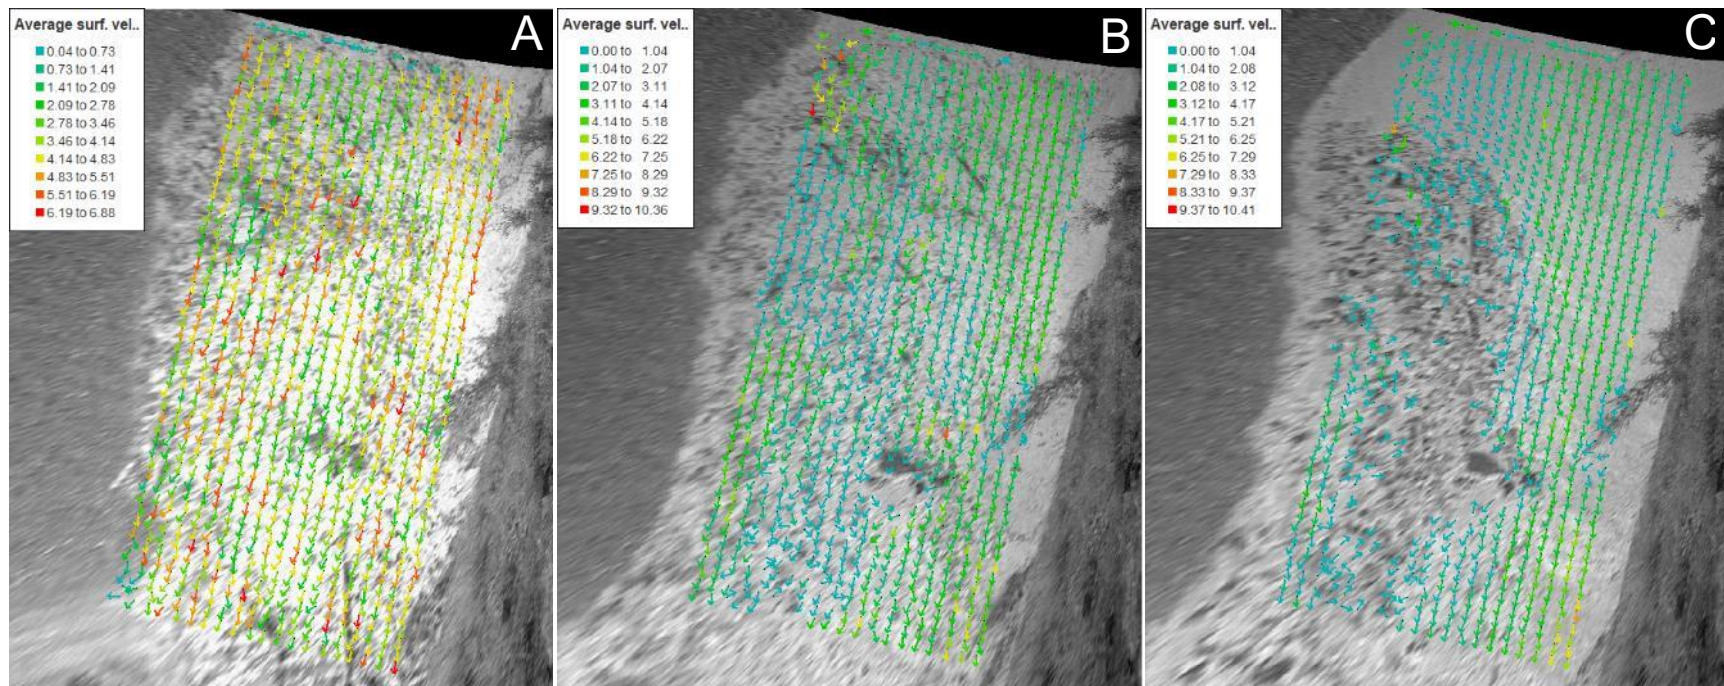 Average surf. vel..
0.04 to 0.73
0.73 to 1.41
1.41 to 2.09
2.09 to 2.78
2.78 to 3.46
3.46 to 4.14
4.14 to 4.83
4.83 to 5.51
5.51 to 6.19
6.19 to 6.88
A
Average surf. vel..
0.00 to 1.04
1.04 to 2.07
2.07 to 3.11
3.11 to 4.14
4.14 to 5.18
5.18 to 6.22
6.22 to 7.25
7.25 to 8.29
8.29 to 9.32
9.32 to 10.36
B
Average surf. vel..
0.00 to 1.04
1.04 to 2.08
2.08 to 3.12
3.12 to 4.17
4.17 to 5.21
5.21 to 6.25
6.25 to 7.29
7.29 to 8.33
8.33 to 9.37
9.37 to 10.41
C